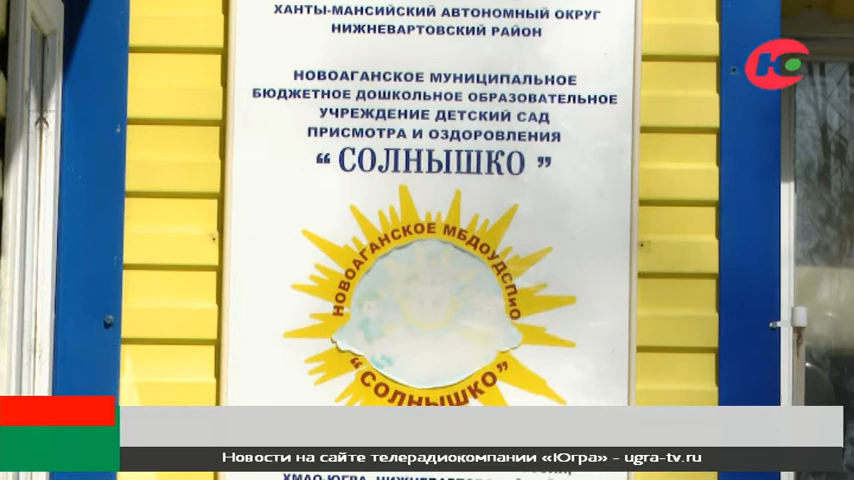 ХАНТЫ-МАНСИЙСКИЙ АВТОНОМНЫЙ ОКРУГ
НИЖНЕВАРТОВСКИЙ РАЙОН
НОВОАГАНСКОЕ МУНИЦИПАЛЬНОЕ
БЮДЖЕТНОЕ ДОШКОЛЬНОЕ ОБРАЗОВАТЕЛЬНОЕ
УЧРЕЖДЕНИЕ ДЕТСКИЙ САД
ПРИСМОТРА И ОЗДОРОВЛЕНИЯ
“ СОЛНЫШКО ”
НОВОАГАНСКОЕ МБДОУДСПИО
“СОЛНЫШКО”
Новости на сайте телерадиокомпании «Югра» - ugra-tv.ru